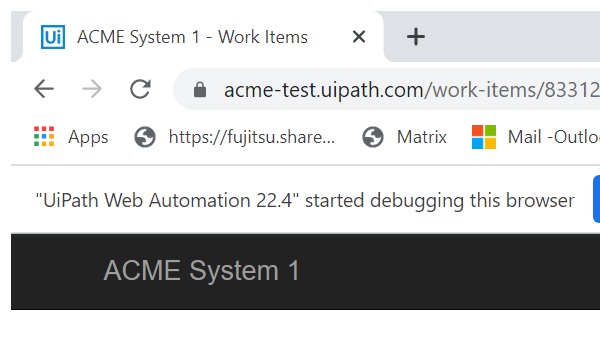 Ui ACME System 1 - Work Items
acme-test.uipath.com/work-items/83312
Apps https://fujitsu.share... Matrix Mail -Outlo
"UiPath Web Automation 22.4" started debugging this browser
ACME System 1